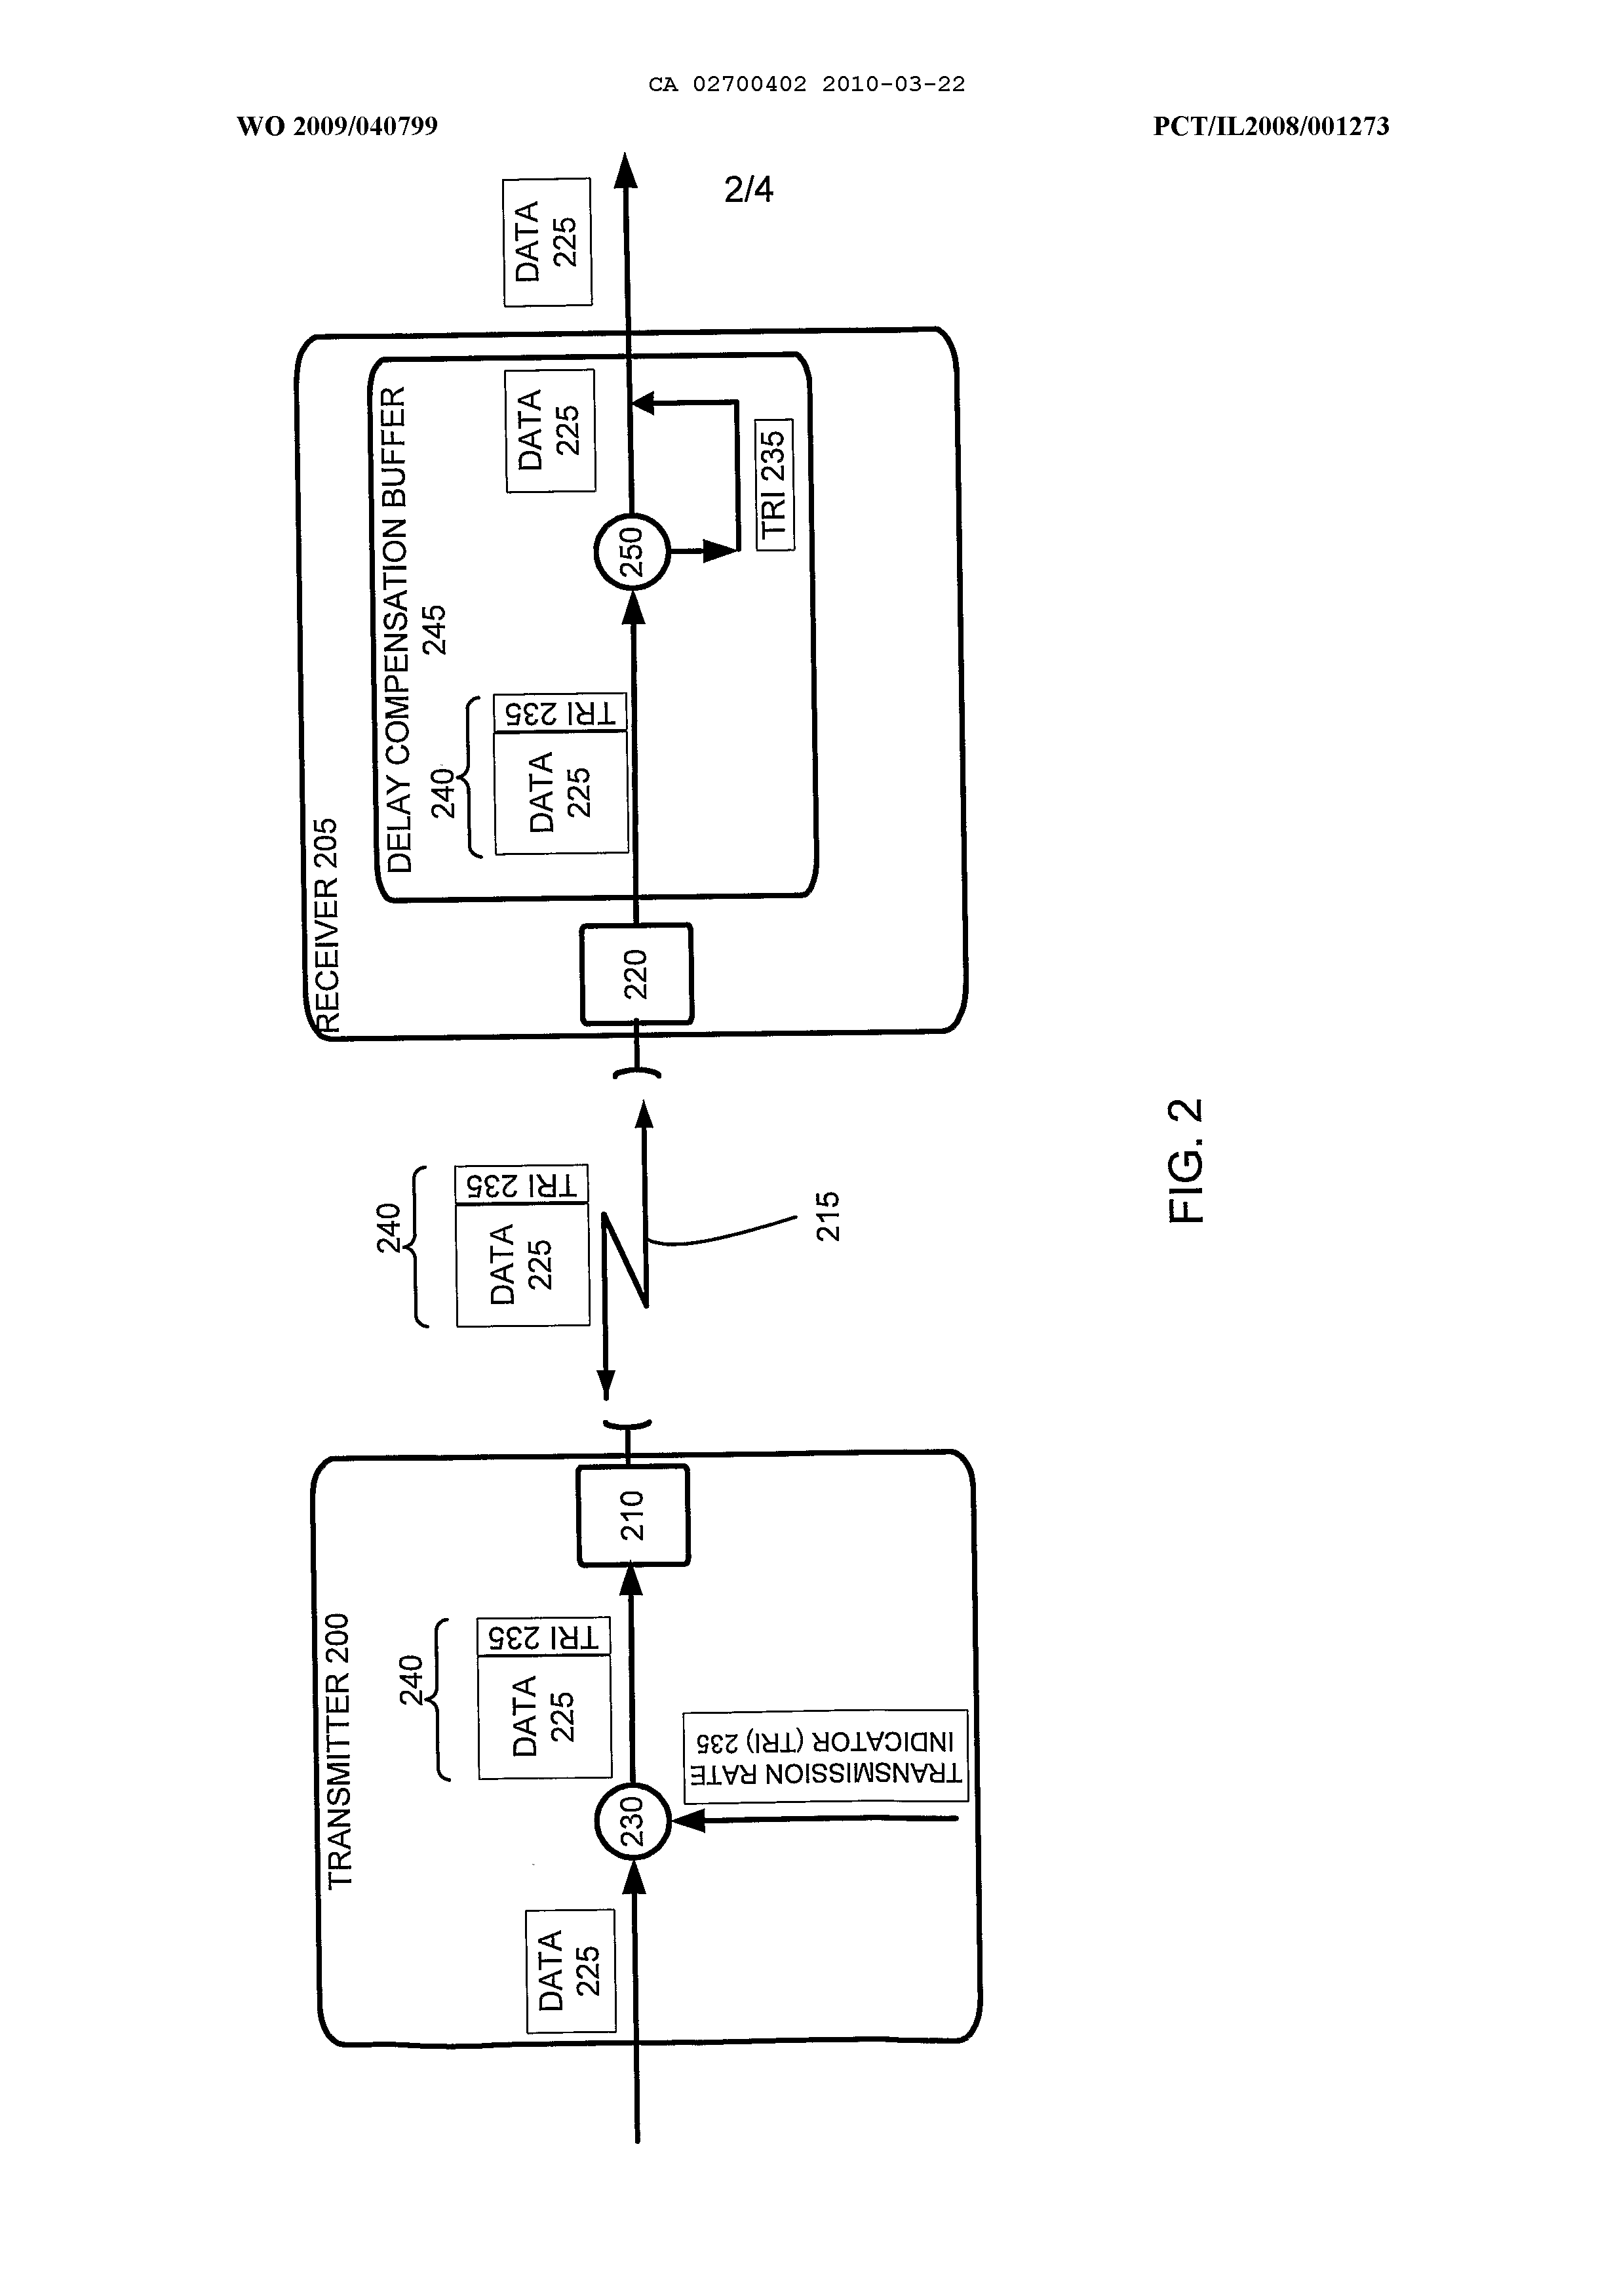 CA 02700402 2010-03-22
WO 2009/040799
PCT/IL2008/001273
2/4
TRANSMITTER 200
DATA
225
230
TRANSMISSION RATE
INDICATOR (TRI) 235
240
DATA
225
TRI 235
210
240
DATA
225
TRI 235
215
RECEIVER 205
220
DELAY COMPENSATION BUFFER
245
240
DATA
225
TRI 235
250
DATA
225
TRI 235
DATA
225
FIG. 2